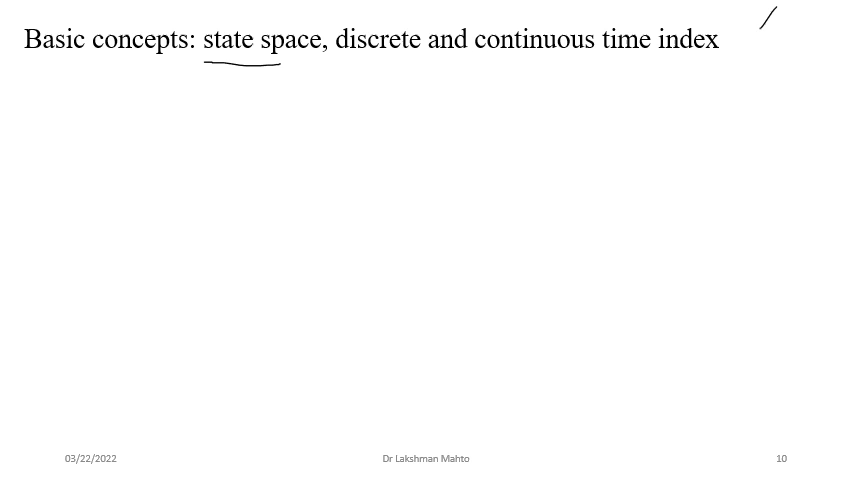 Basic concepts: state space, discrete and continuous time index
03/22/2022
Dr Lakshman Mahto
10